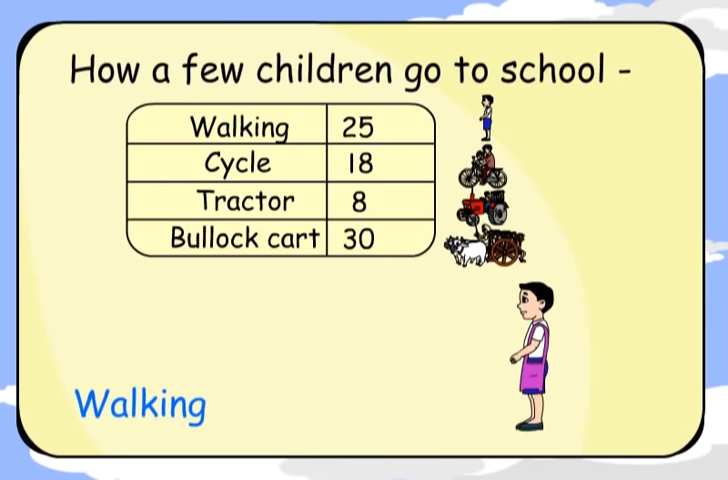 How a few children go to school -
Walking 25
Cycle 18
Tractor 8
Bullock cart 30
Walking